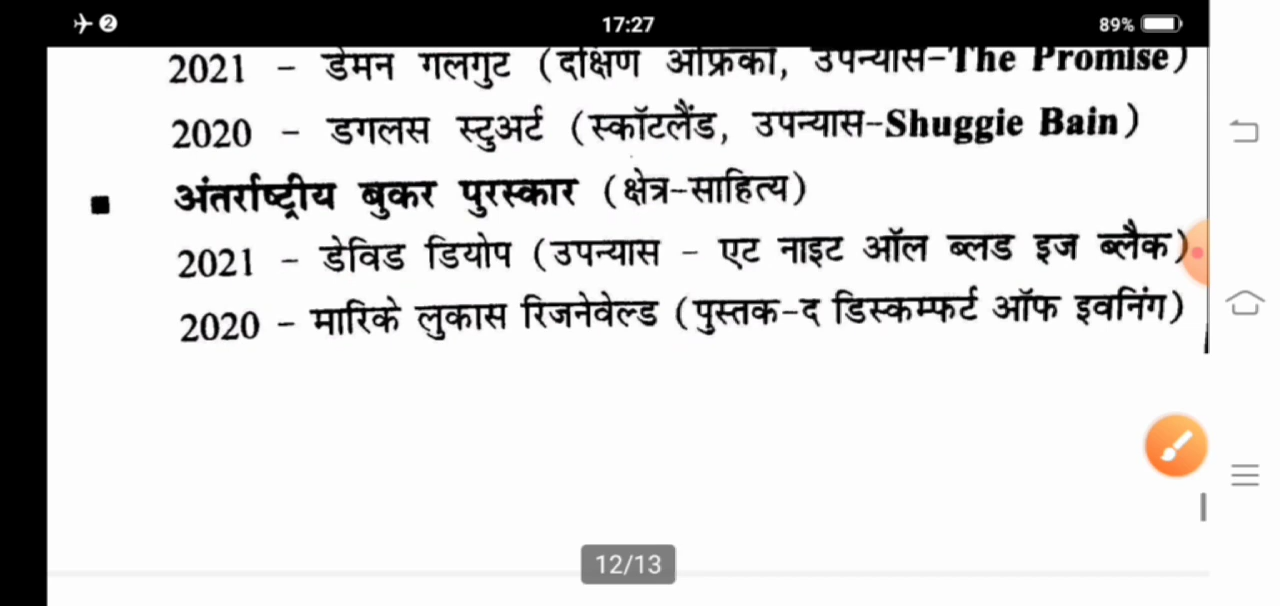 2
17:27
89%
2021 - डेमन गलगुट (दक्षिण अफ्रिका, उपन्यास-The Promise)
2020 - डगलस स्टुअर्ट (स्कॉटलैंड, उपन्यास-Shuggie Bain)
■ अंतर्राष्ट्रीय बुकर पुरस्कार (क्षेत्र-साहित्य)
2021 - डेविड डियोप (उपन्यास - एट नाइट ऑल ब्लड इज ब्लैक)
2020 - मारिके लुकास रिजनेवेल्ड (पुस्तक-द डिस्कम्फर्ट ऑफ इवनिंग)
12/13